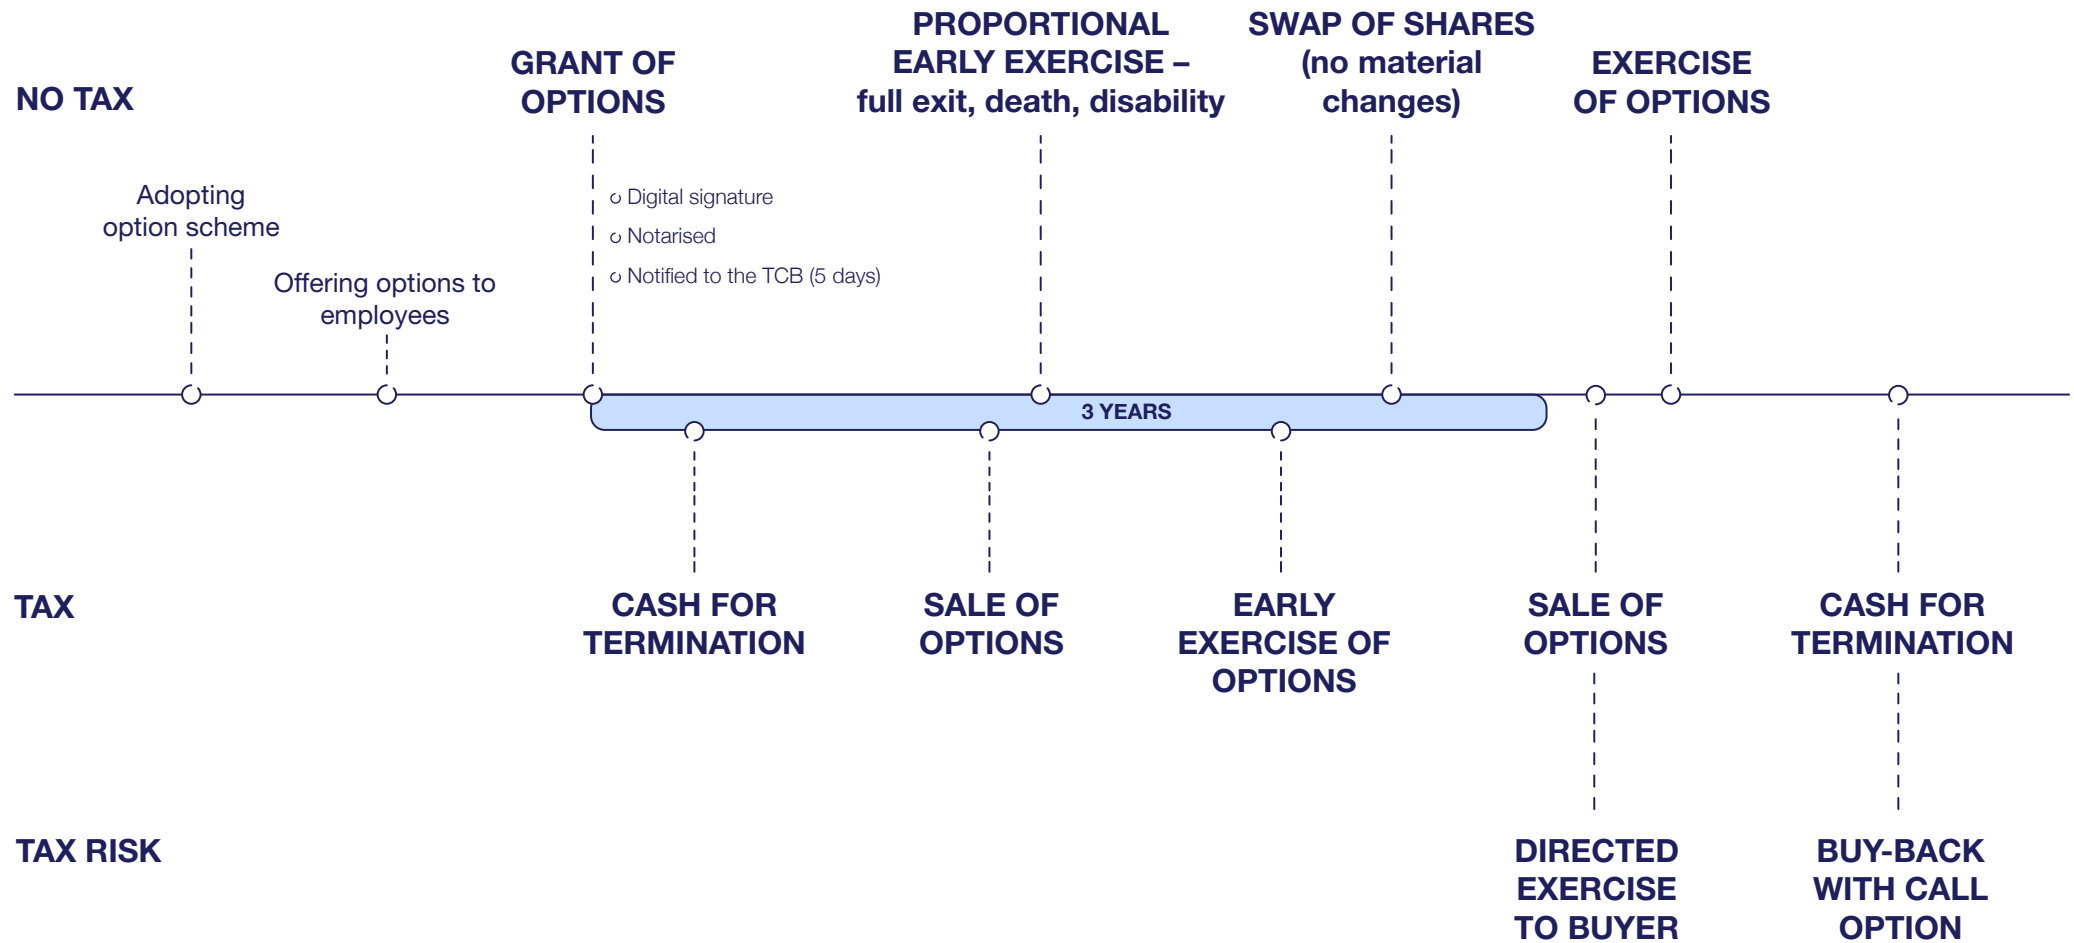 NO TAX
Adopting
option scheme
Offering options to
employees
GRANT OF
OPTIONS
Digital signature
Notarised
Notified to the TCB (5 days)
PROPORTIONAL
EARLY EXERCISE –
full exit, death, disability
SWAP OF SHARES
(no material
changes)
EXERCISE
OF OPTIONS
3 YEARS
TAX
CASH FOR
TERMINATION
SALE OF
OPTIONS
EARLY
EXERCISE OF
OPTIONS
SALE OF
OPTIONS
CASH FOR
TERMINATION
TAX RISK
DIRECTED
EXERCISE
TO BUYER
BUY-BACK
WITH CALL
OPTION